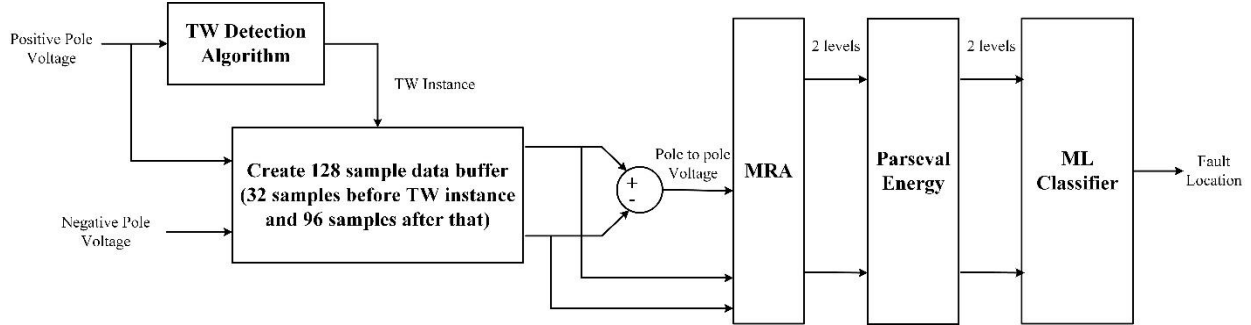 Positive Pole
Voltage
TW Detection
Algorithm
TW Instance
Negative Pole
Voltage
Create 128 sample data buffer
(32 samples before TW instance
and 96 samples after that)
+
-
Pole to pole
Voltage
MRA
2 levels
Parseval
Energy
2 levels
ML
Classifier
Fault
Location